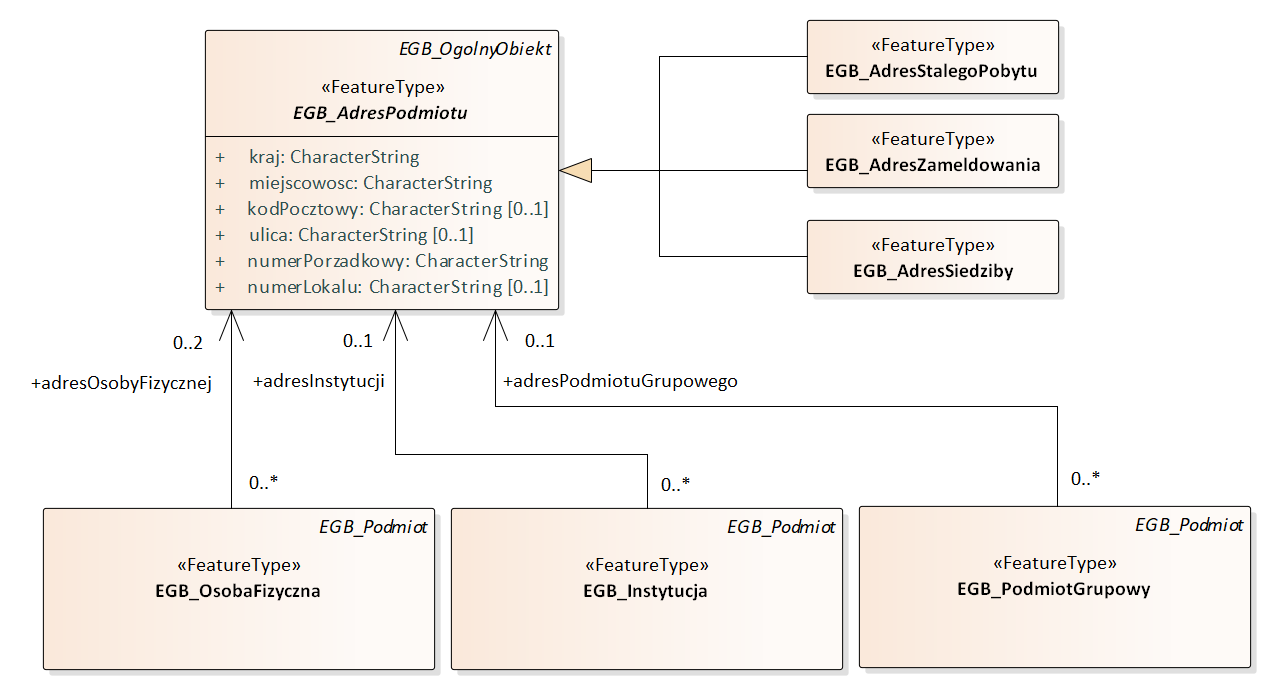 EGB_OgolnyObiekt
«FeatureType»
EGB_AdresPodmiotu
+ kraj: CharacterString
+ miejscowosc: CharacterString
+ kodPocztowy: CharacterString [0..1]
+ ulica: CharacterString [0..1]
+ numerPorzadkowy: CharacterString
+ numerLokalu: CharacterString [0..1]
«FeatureType»
EGB_AdresStalegoPobytu
«FeatureType»
EGB_AdresZameldowania
«FeatureType»
EGB_AdresSiedziby
0..2
+adresOsobyFizycznej
0..*
0..1
+adresInstytucji
0..*
0..1
+adresPodmiotuGrupowego
0..*
EGB_Podmiot
«FeatureType»
EGB_OsobaFizyczna
EGB_Podmiot
«FeatureType»
EGB_Instytucja
EGB_Podmiot
«FeatureType»
EGB_PodmiotGrupowy